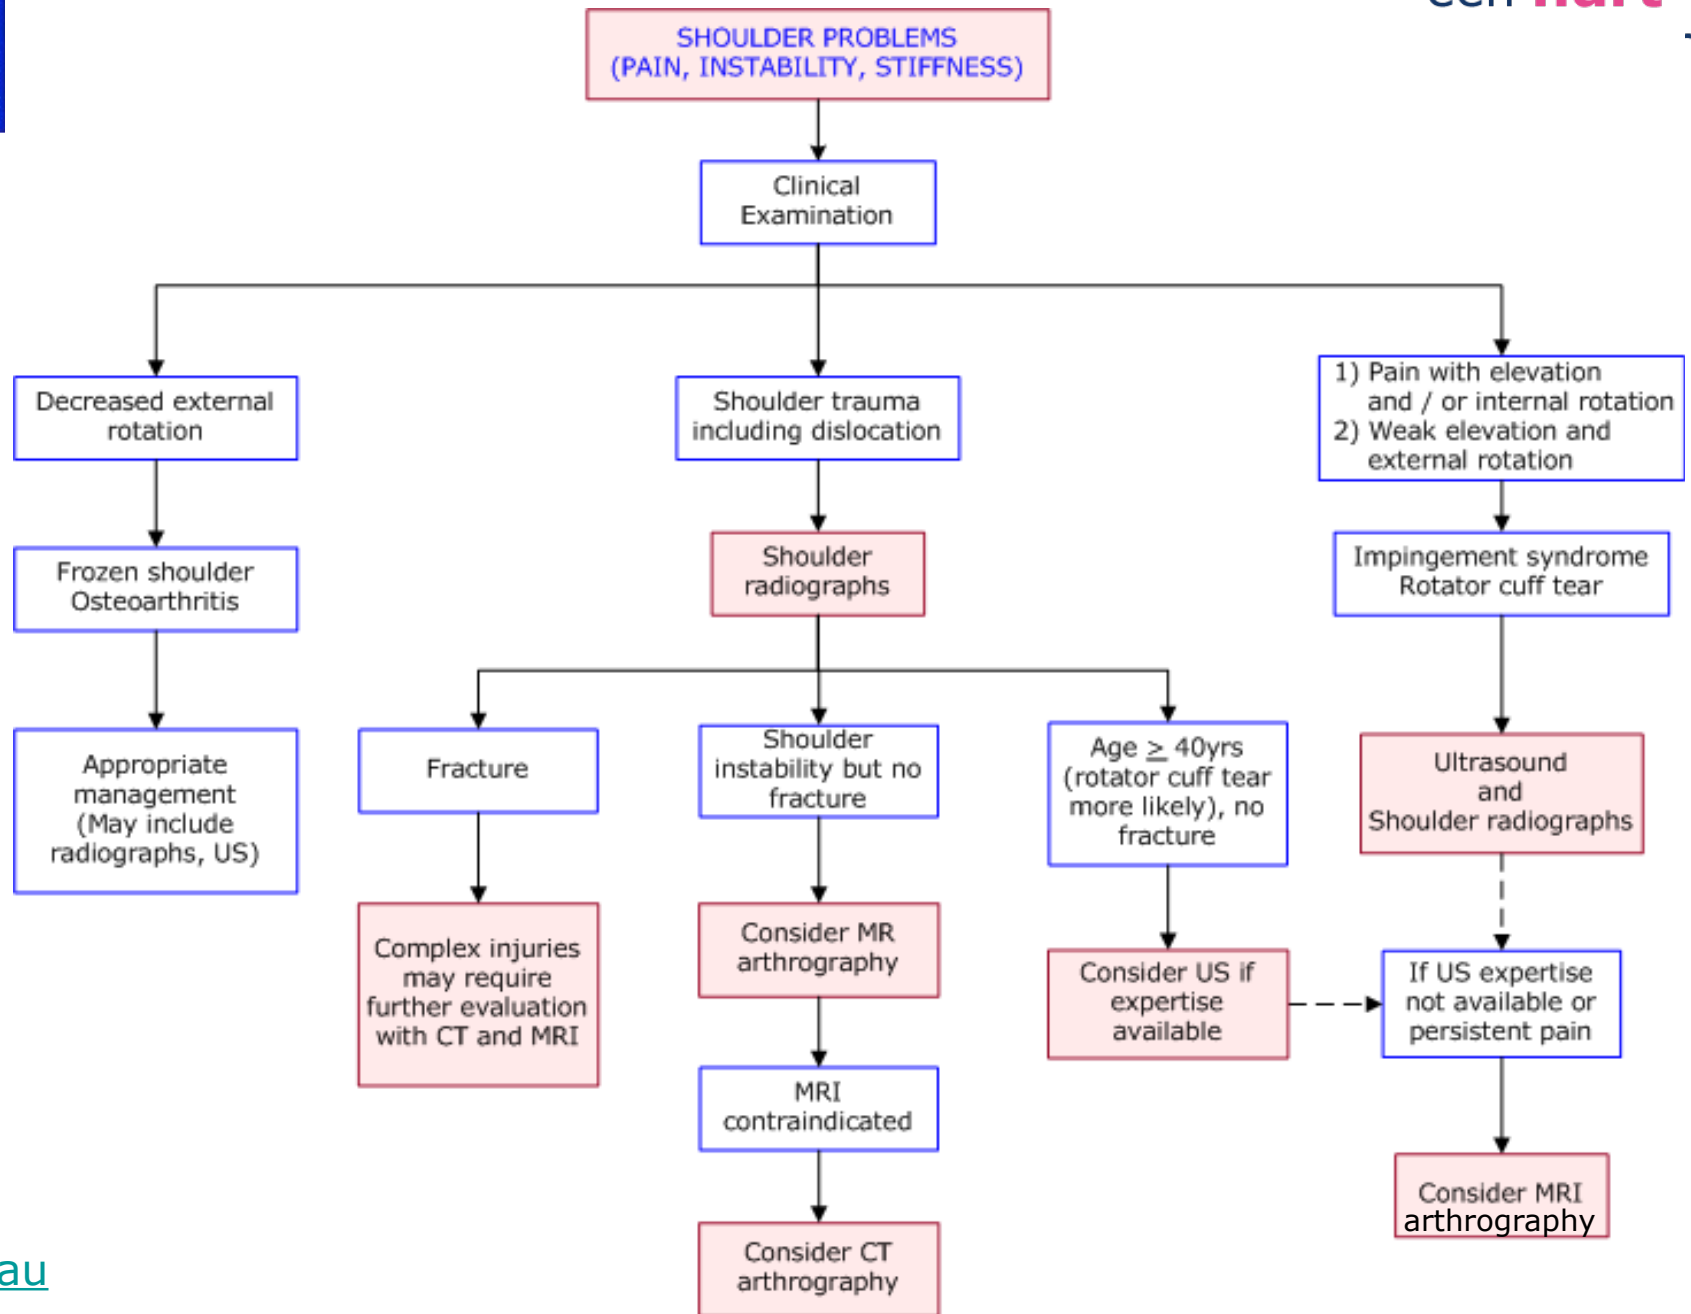 een hart
SHOULDER PROBLEMS
(PAIN, INSTABILITY, STIFFNESS)
Clinical
Examination
Decreased external
rotation
Shoulder trauma
including dislocation
1) Pain with elevation
and / or internal rotation
2) Weak elevation and
external rotation
Frozen shoulder
Osteoarthritis
Shoulder
radiographs
Impingement syndrome
Rotator cuff tear
Appropriate
management
(May include
radiographs, US)
Fracture
Shoulder
instability but no
fracture
Age ≥ 40yrs
(rotator cuff tear
more likely), no
fracture
Ultrasound
and
Shoulder radiographs
Complex injuries
may require
further evaluation
with CT and MRI
Consider MR
arthrography
Consider US if
expertise
available
If US expertise
not available or
persistent pain
MRI
contraindicated
Consider MRI
arthrography
Consider CT
arthrography
au